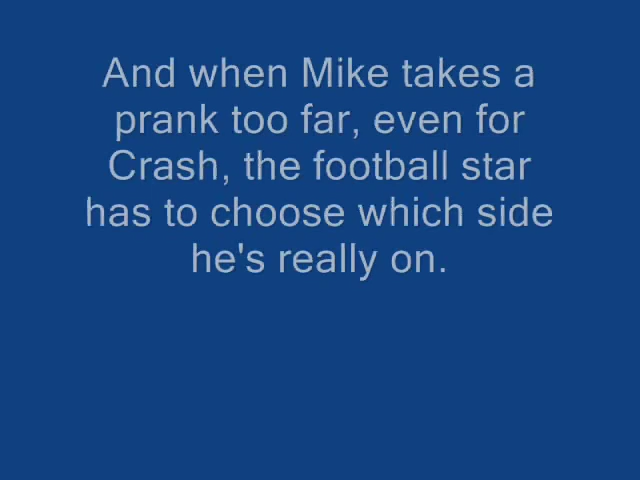 And when Mike takes a
prank too far, even for
Crash, the football star
has to choose which side
he's really on.